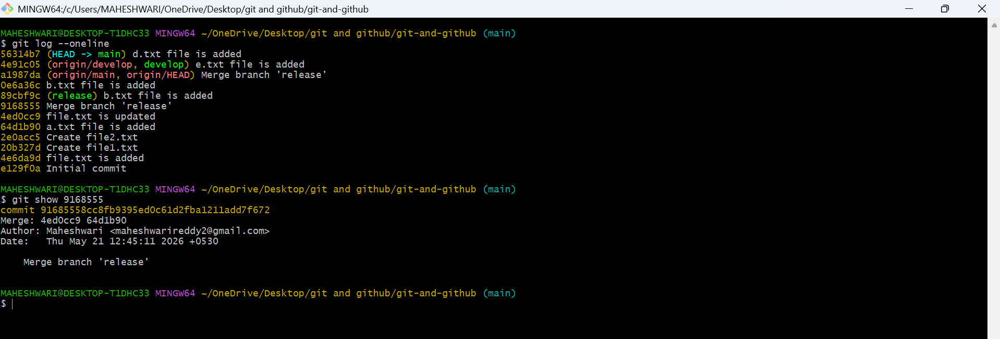 MINGW64:/c/Users/MAHESHWARI/OneDrive/Desktop/git and github/git-and-github
MAHESHWARI@DESKTOP-T1DHC33 MINGW64 ~/OneDrive/Desktop/git and github/git-and-github (main)
$ git log --oneline
56314b7 (HEAD -> main) d.txt file is added
4e91c05 (origin/develop, develop) e.txt file is added
a1987da (origin/main, origin/HEAD) Merge branch 'release'
0e6a36c b.txt file is added
89cbf9c (release) b.txt file is added
9168555 Merge branch 'release'
4ed0cc9 file.txt is updated
64d1b90 a.txt file is added
2e0acc5 Create file2.txt
20b327d Create file1.txt
4e6da9d file.txt is added
e129f0a Initial commit
MAHESHWARI@DESKTOP-T1DHC33 MINGW64 ~/OneDrive/Desktop/git and github/git-and-github (main)
$ git show 9168555
commit 91685558cc8fb9395ed0c61d2fba1211add7f672
Merge: 4ed0cc9 64d1b90
Author: Maheshwari <maheshwarireddy2@gmail.com>
Date:   Thu May 21 12:45:11 2026 +0530
    Merge branch 'release'
MAHESHWARI@DESKTOP-T1DHC33 MINGW64 ~/OneDrive/Desktop/git and github/git-and-github (main)
$